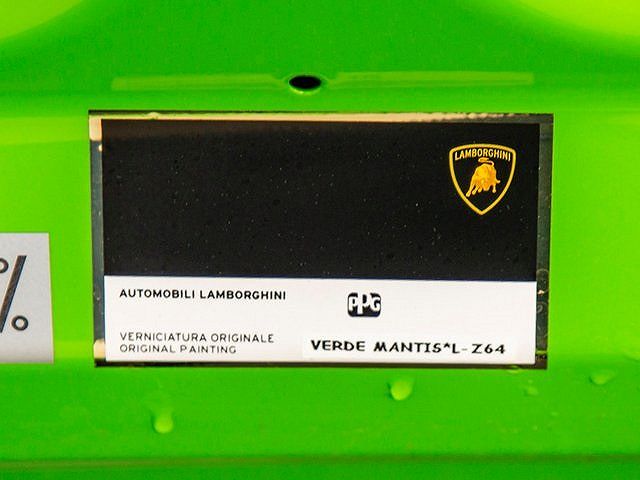 LAMBORGHINI
%
AUTOMOBILI LAMBORGHINI
PPG
VERNICIATURA ORIGINALE
ORIGINAL PAINTING
VERDE MANTIS*L-Z64